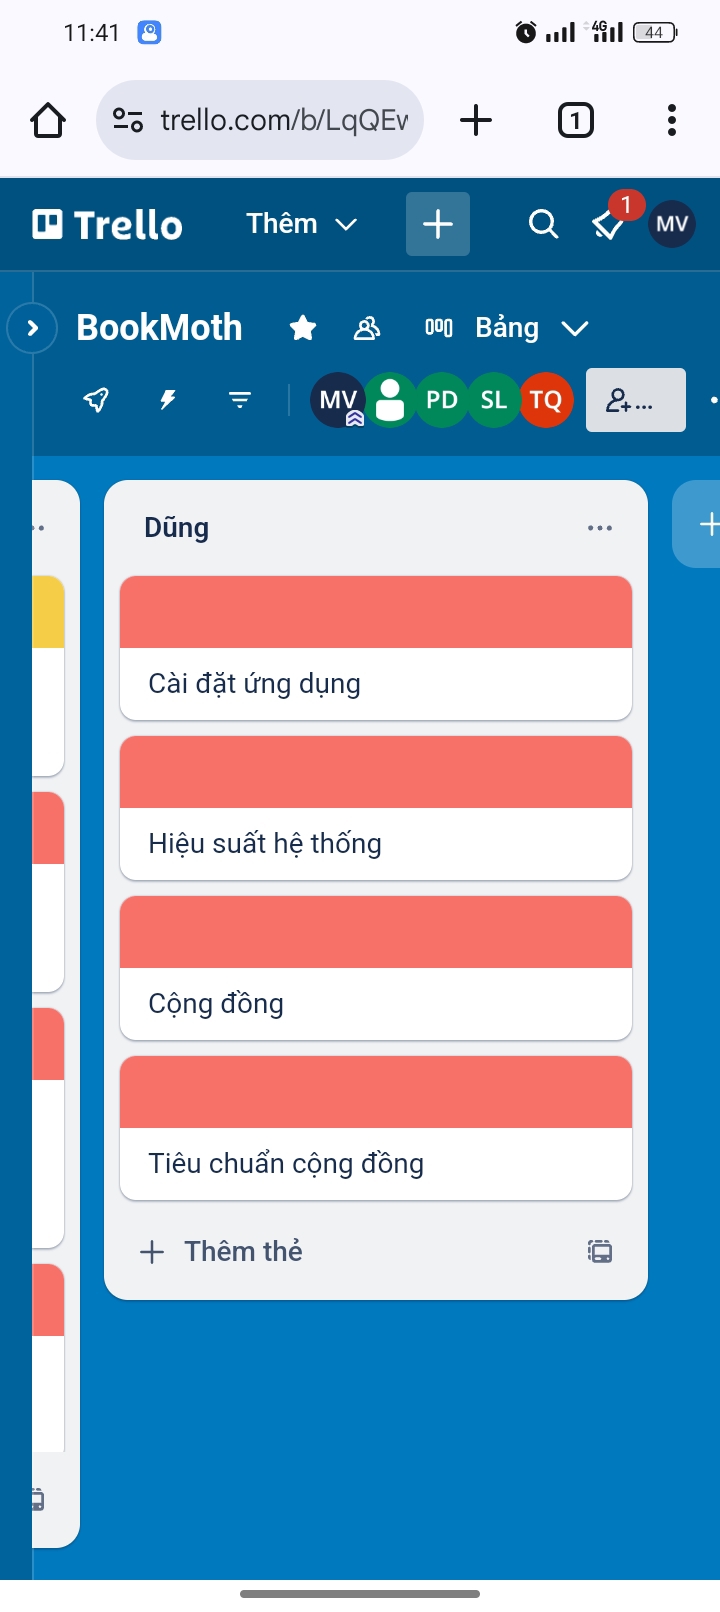 11:41
4G
44
trello.com/b/LqQEv
1
Trello
Thêm
1
MV
BookMoth
Bảng
MV
PD
SL
TQ
...
Dũng
Cài đặt ứng dụng
Hiệu suất hệ thống
Cộng đồng
Tiêu chuẩn cộng đồng
Thêm thẻ